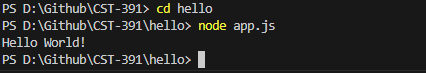 PS D:\Github\CST-391> cd hello
PS D:\Github\CST-391\hello> node app.js
Hello World!
PS D:\Github\CST-391\hello>